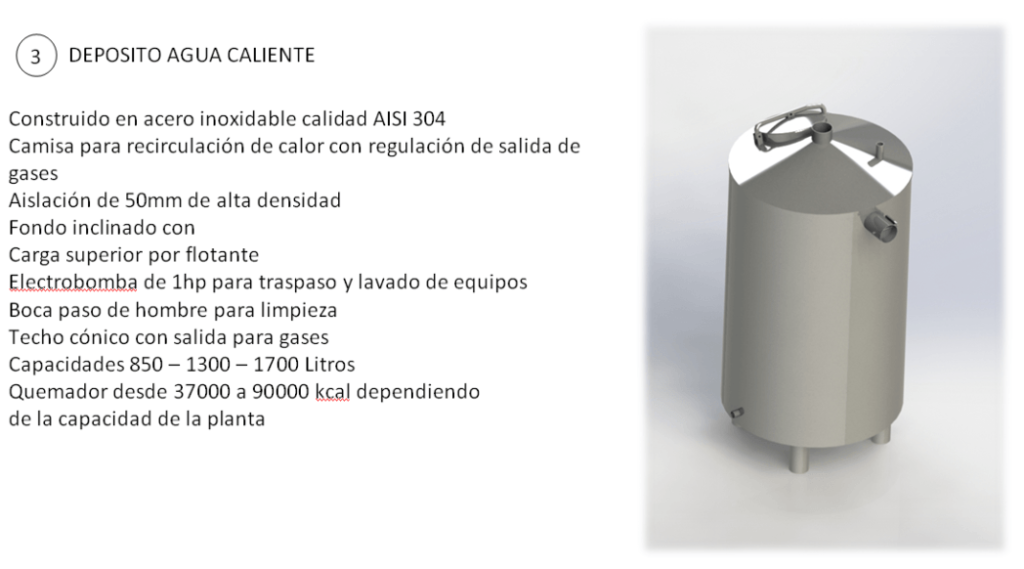 3 DEPOSITO AGUA CALIENTE
Construido en acero inoxidable calidad AISI 304
Camisa para recirculación de calor con regulación de salida de
gases
Aislación de 50mm de alta densidad
Fondo inclinado con
Carga superior por flotante
Electrobomba de 1hp para traspaso y lavado de equipos
Boca paso de hombre para limpieza
Techo cónico con salida para gases
Capacidades 850 – 1300 – 1700 Litros
Quemador desde 37000 a 90000 kcal dependiendo
de la capacidad de la planta